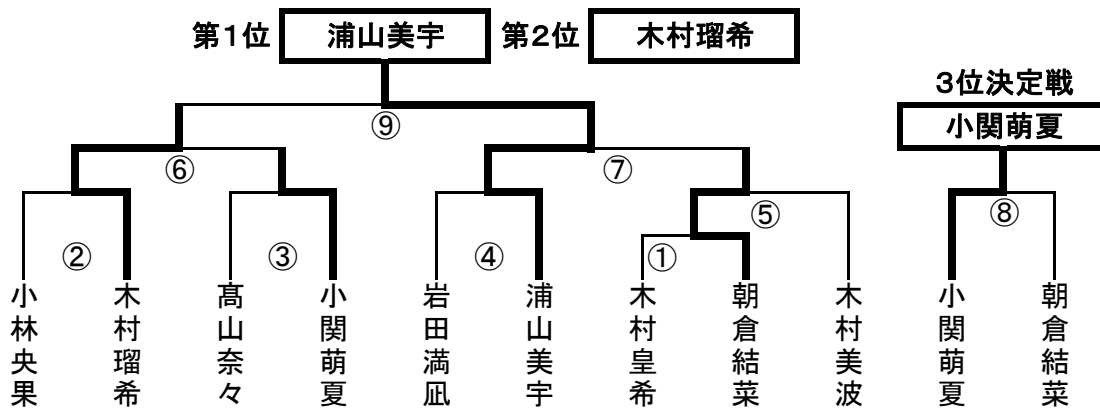 第1位 浦山美宇 第2位 木村瑠希
3位決定戦
小関萌夏
⑨
⑥ ⑦
⑤ ⑧
② ③ ④ ①
小林央果
木村瑠希
髙山奈々
小関萌夏
岩田満凪
浦山美宇
木村皇希
朝倉結菜
木村美波
小関萌夏
朝倉結菜